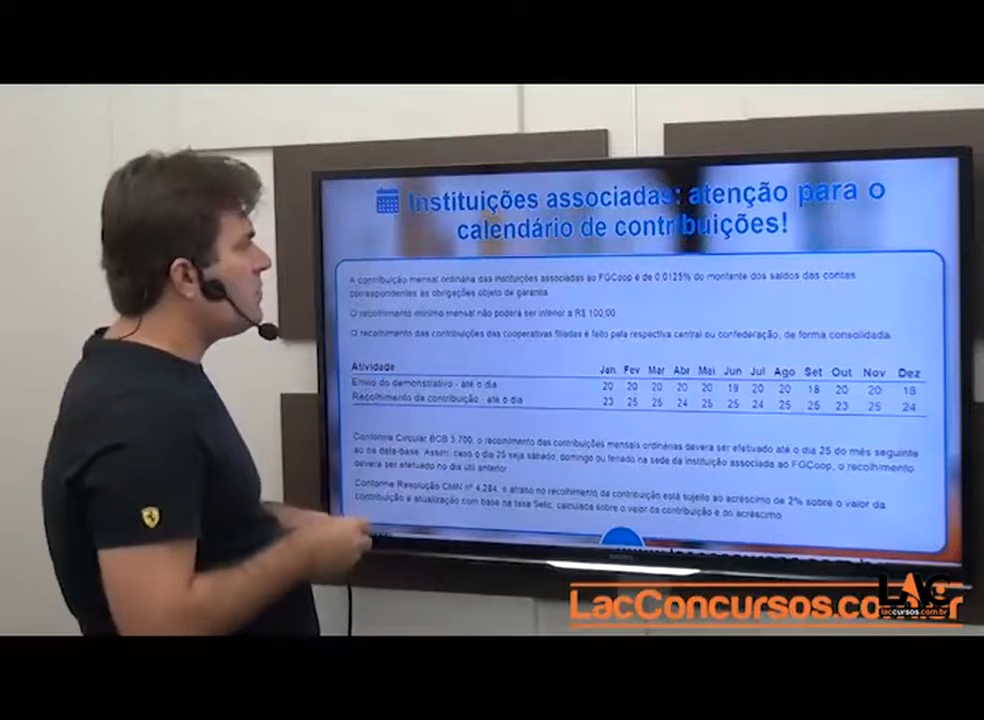 Instituições associadas: atenção para o
calendário de contribuições!
A contribuição mensal ordinária das instituições associadas ao FGCoop é de 0,0125% do montante dos saldos das contas
correspondentes às obrigações objeto de garantia.
O recolhimento mínimo mensal não poderá ser inferior a R$ 100,00
O recolhimento das contribuições das cooperativas filiadas é feito pela respectiva central ou confederação, de forma consolidada.
Atividade Jan Fev Mar Abr Mai Jun Jul Ago Set Out Nov Dez
Envio do demonstrativo - até o dia 20 20 20 20 20 19 20 20 18 20 20 18
Recolhimento da contribuição - até o dia 23 25 25 24 25 25 24 25 25 23 25 24
Conforme Circular BCB 3.700, o recolhimento das contribuições mensais ordinárias deverá ser efetivado até o dia 25 do mês seguinte
ao da data-base. Assim, caso o dia 25 seja sábado, domingo ou feriado na sede da instituição associada ao FGCoop, o recolhimento
deverá ser efetuado no dia útil anterior.
Conforme Resolução CMN nº 4.284, o atraso no recolhimento da contribuição está sujeito ao acréscimo de 2% sobre o valor da
contribuição e atualização com base na taxa Selic, calculada sobre o valor da contribuição e do acréscimo
LacConcursos.com.br
LAC
laccursos.com.br